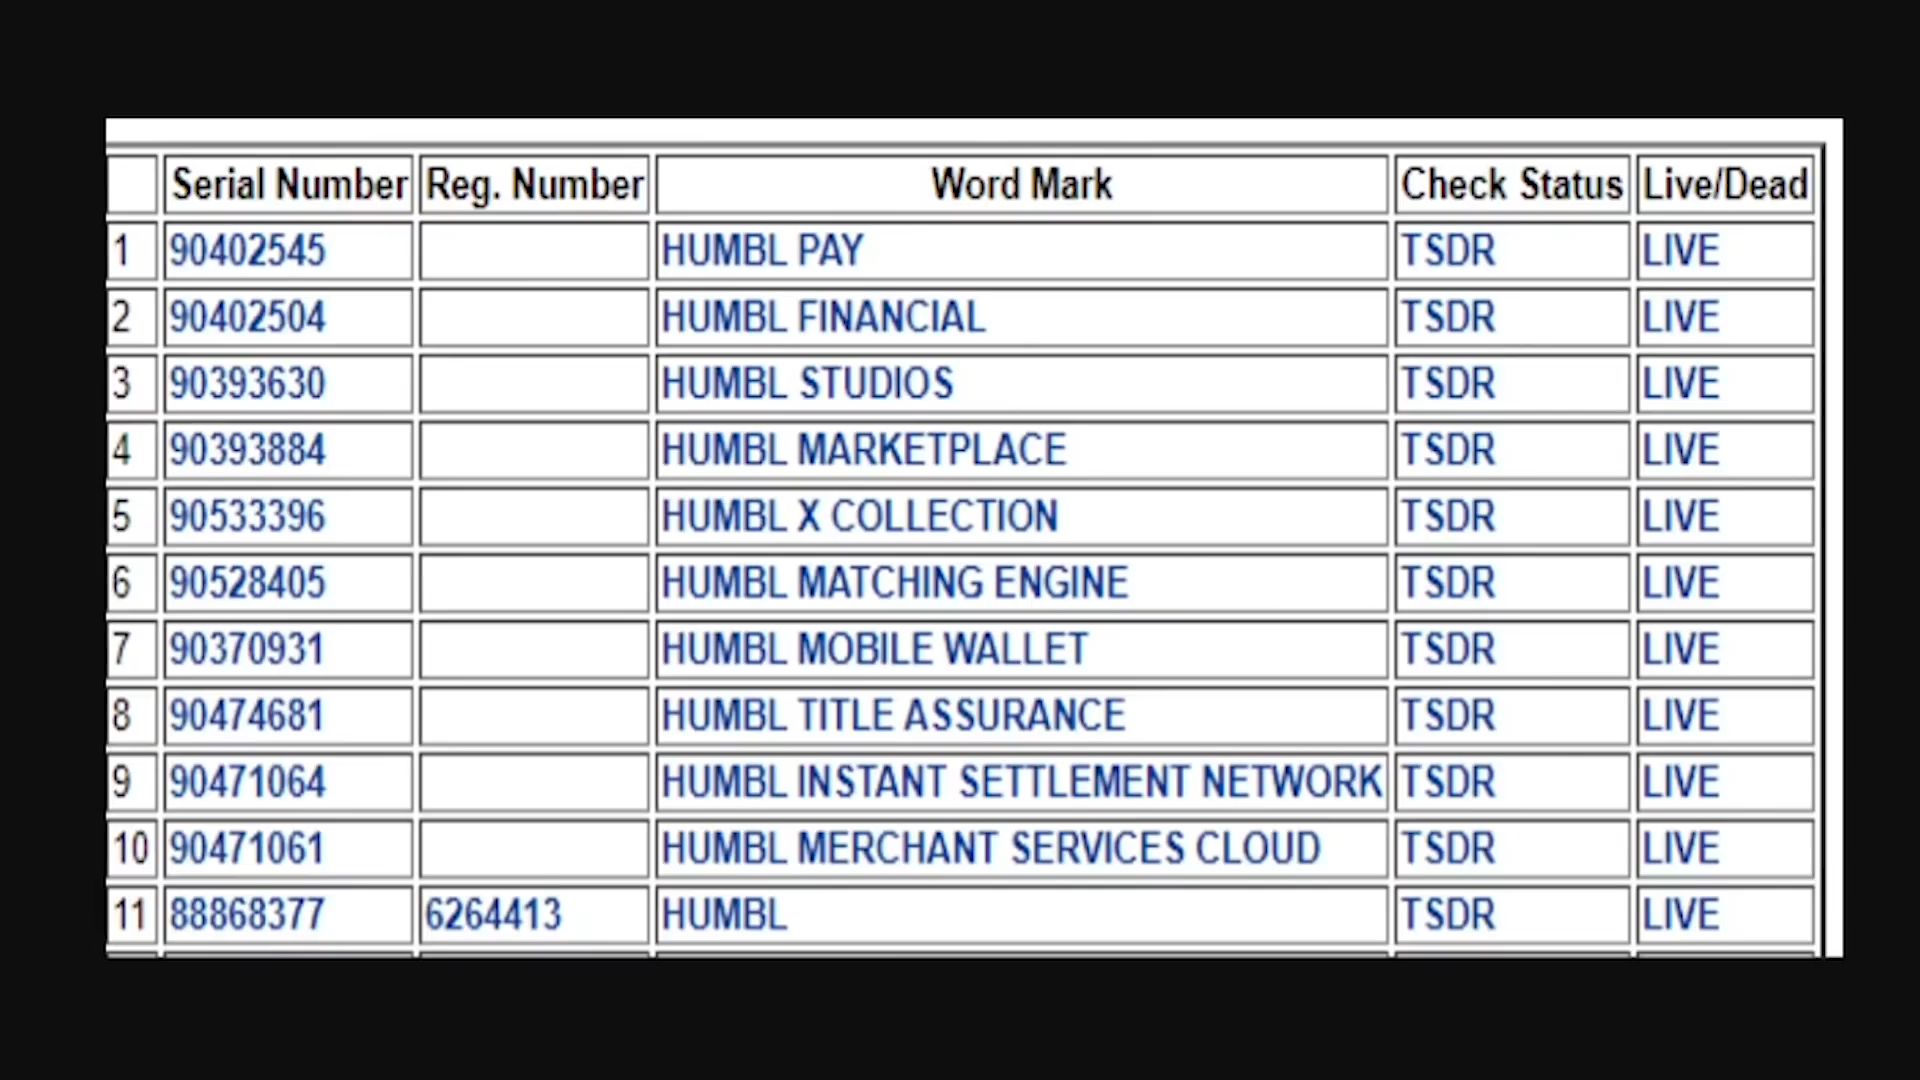 Serial Number Reg. Number Word Mark Check Status Live/Dead
1 90402545 HUMBL PAY TSDR LIVE
2 90402504 HUMBL FINANCIAL TSDR LIVE
3 90393630 HUMBL STUDIOS TSDR LIVE
4 90393884 HUMBL MARKETPLACE TSDR LIVE
5 90533396 HUMBL X COLLECTION TSDR LIVE
6 90528405 HUMBL MATCHING ENGINE TSDR LIVE
7 90370931 HUMBL MOBILE WALLET TSDR LIVE
8 90474681 HUMBL TITLE ASSURANCE TSDR LIVE
9 90471064 HUMBL INSTANT SETTLEMENT NETWORK TSDR LIVE
10 90471061 HUMBL MERCHANT SERVICES CLOUD TSDR LIVE
11 88868377 6264413 HUMBL TSDR LIVE